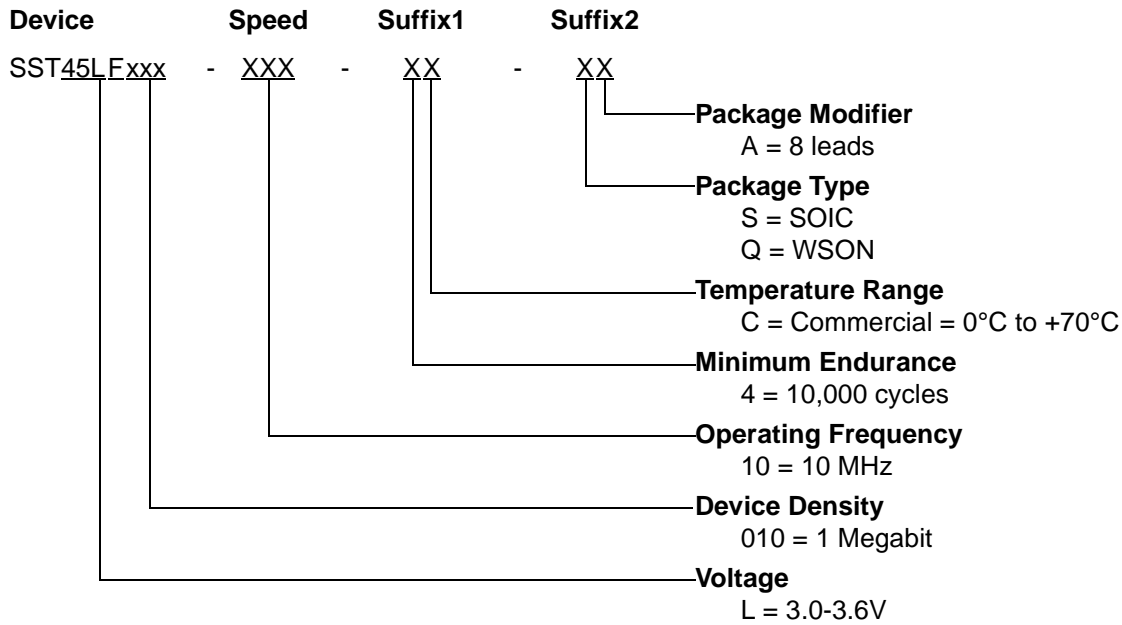 Device Speed Suffix1 Suffix2
SST45LFxxx - XXX - XX - XX
Package Modifier
A = 8 leads
Package Type
S = SOIC
Q = WSON
Temperature Range
C = Commercial = 0°C to +70°C
Minimum Endurance
4 = 10,000 cycles
Operating Frequency
10 = 10 MHz
Device Density
010 = 1 Megabit
Voltage
L = 3.0-3.6V